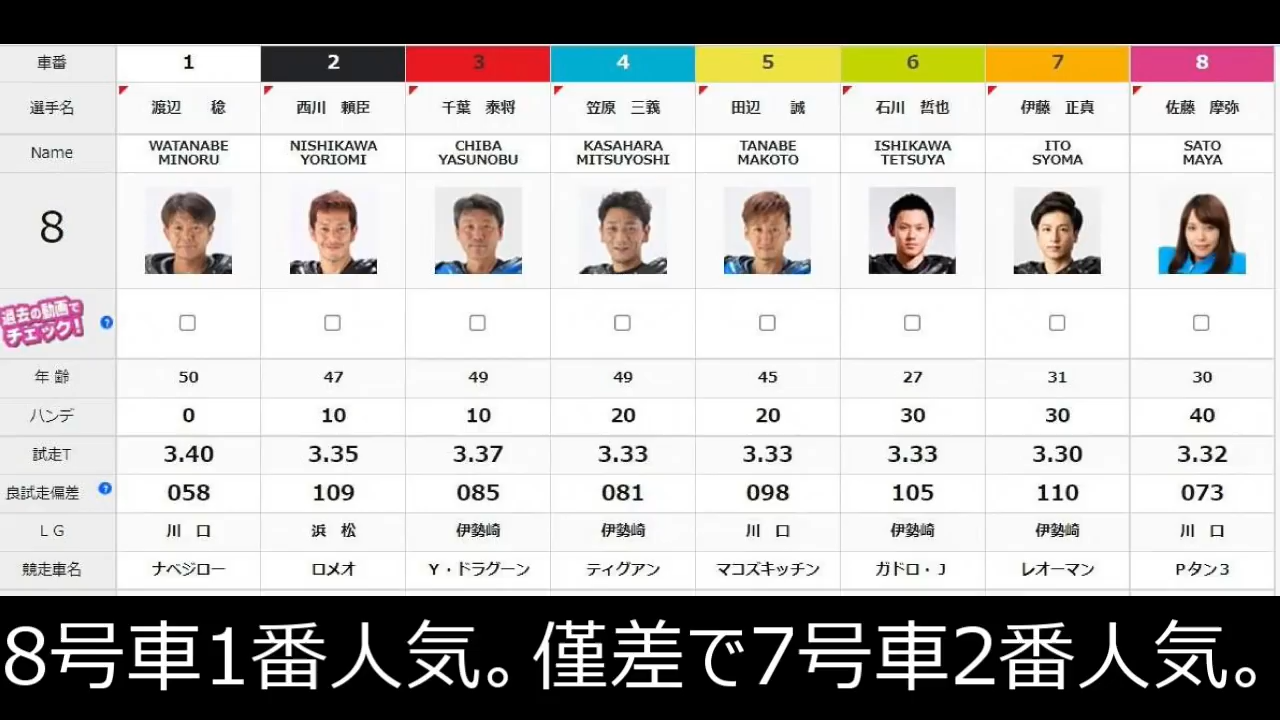 車番 1 2 3 4 5 6 7 8
選手名 渡辺　稔 西川　頼臣 千葉　泰将 笠原　三義 田辺　誠 石川　哲也 伊藤　正真 佐藤　摩弥
Name WATANABE MINORU NISHIKAWA YORIOMI CHIBA YASUNOBU KASAHARA MITSUYOSHI TANABE MAKOTO ISHIKAWA TETSUYA ITO SYOMA SATO MAYA
8
過去の動画で
チェック! ?
年齢 50 47 49 49 45 27 31 30
ハンデ 0 10 10 20 20 30 30 40
試走T 3.40 3.35 3.37 3.33 3.33 3.33 3.30 3.32
良試走偏差 ? 058 109 085 081 098 105 110 073
LG 川口 浜松 伊勢崎 伊勢崎 川口 伊勢崎 伊勢崎 川口
競走車名 ナベジロー ロメオ Y・ドラグーン ティグアン マコズキッチン ガドロ・J レオーマン Pタン3
8号車1番人気。僅差で7号車2番人気。